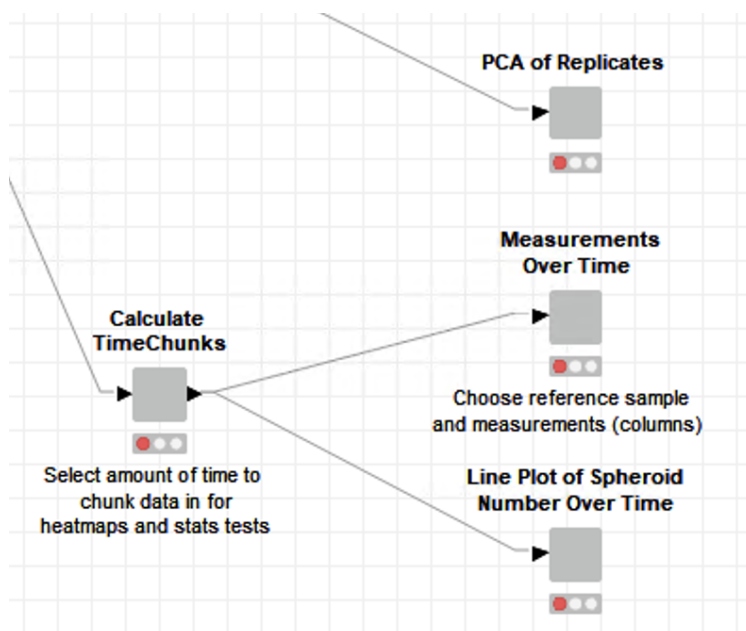 PCA of Replicates
Measurements
Over Time
Choose reference sample
and measurements (columns)
Calculate
TimeChunks
Select amount of time to
chunk data in for
heatmaps and stats tests
Line Plot of Spheroid
Number Over Time